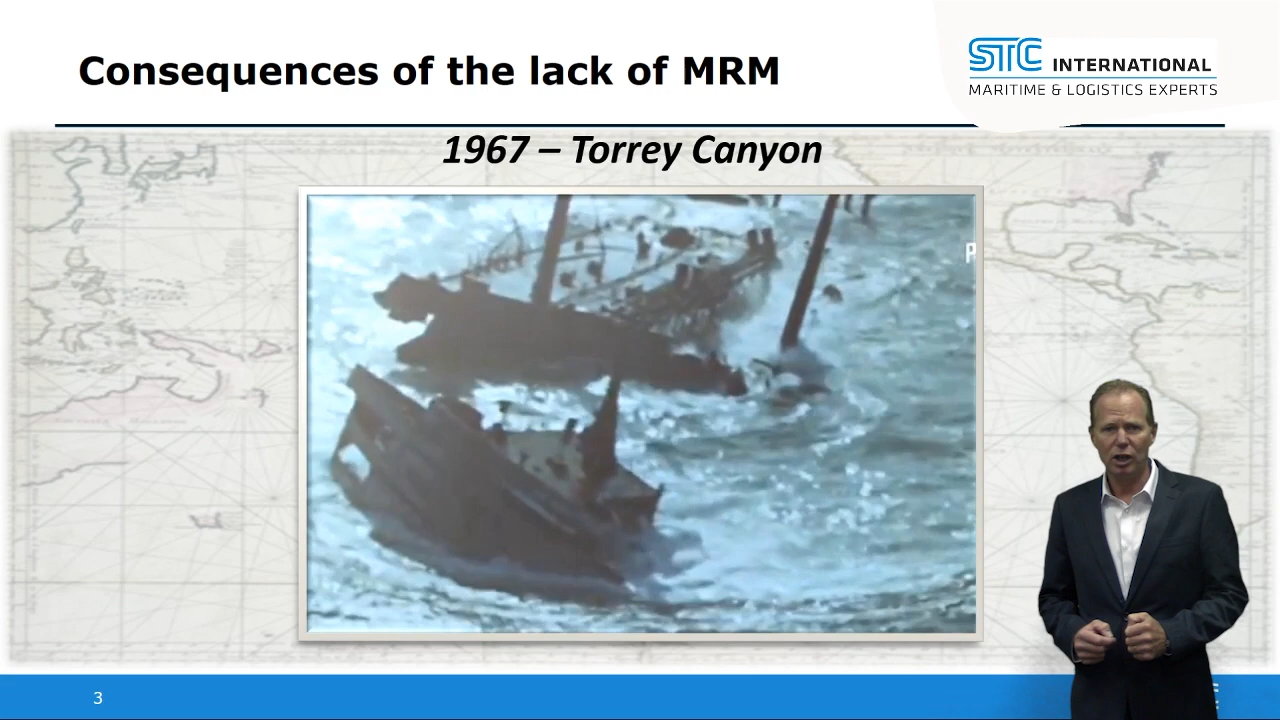 Consequences of the lack of MRM
STC INTERNATIONAL
MARITIME & LOGISTICS EXPERTS
1967 – Torrey Canyon
P
3